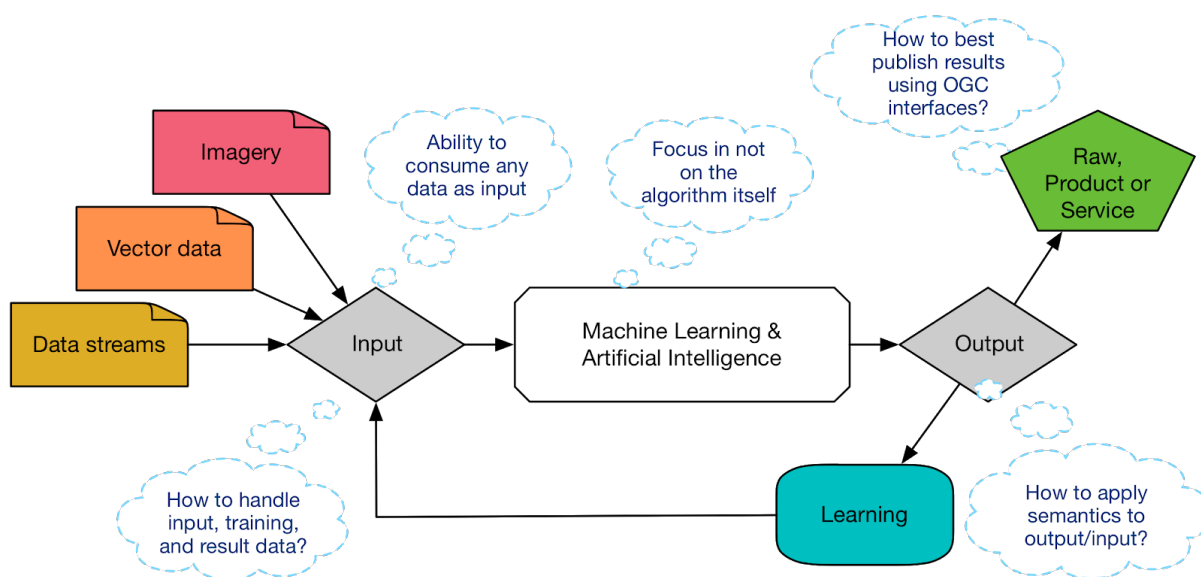 How to best
publish results
using OGC
interfaces?
Imagery
Ability to
consume any
data as input
Focus in not
on the
algorithm itself
Raw,
Product or
Service
Vector data
Data streams
Input
Machine Learning &
Artificial Intelligence
Output
How to handle
input, training,
and result data?
Learning
How to apply
semantics to
output/input?